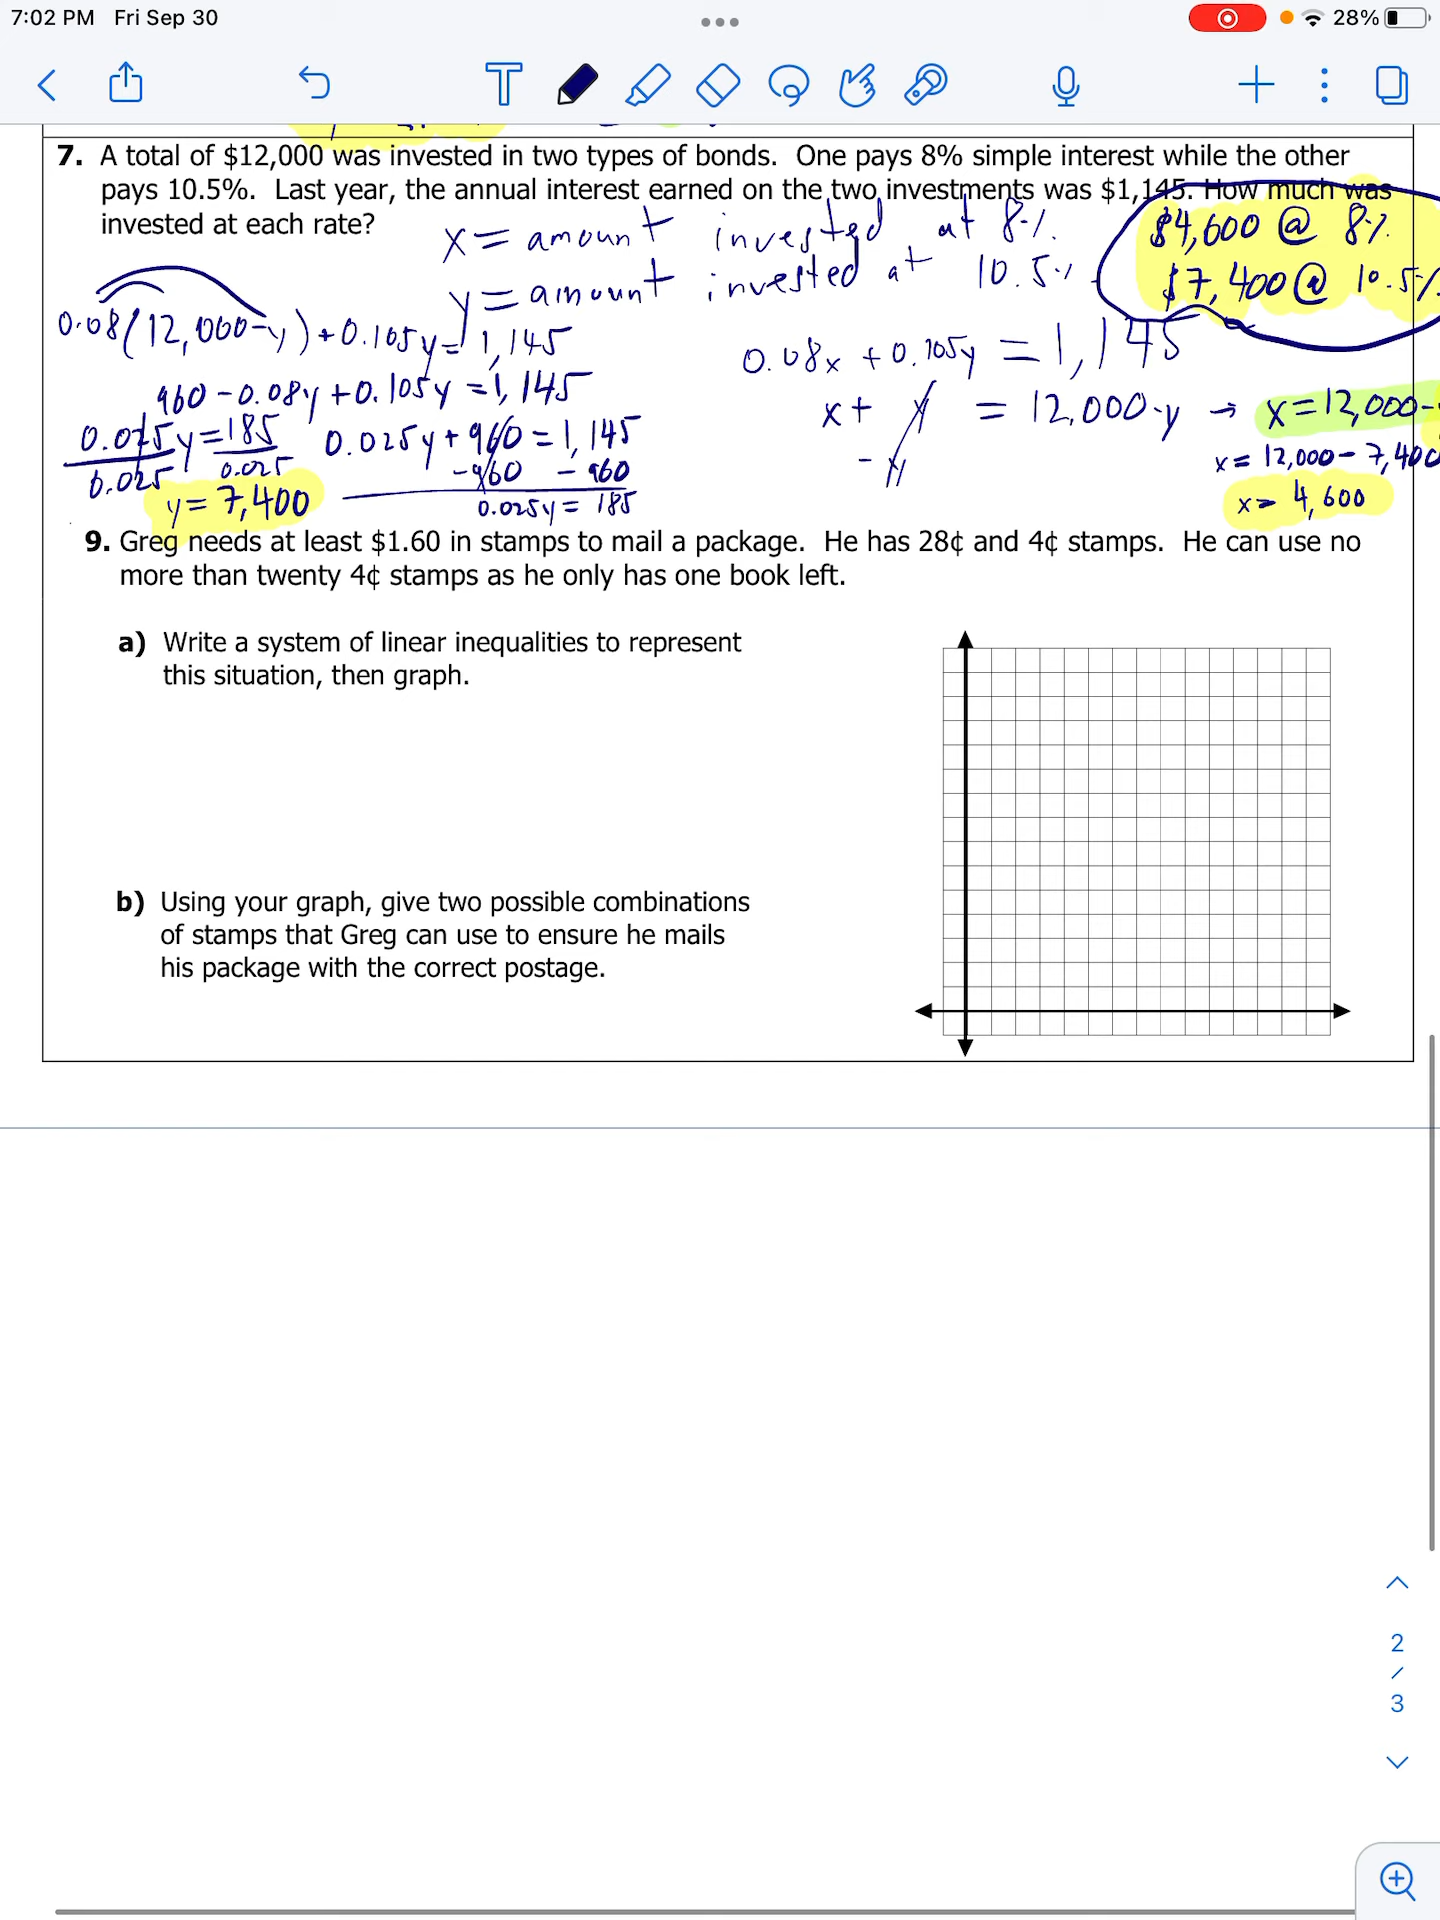 7:02 PM Fri Sep 30
28%
7. A total of $12,000 was invested in two types of bonds. One pays 8% simple interest while the other
pays 10.5%. Last year, the annual interest earned on the two investments was $1,145. How much was
invested at each rate?
x = amount invested at 8%.
y = amount invested at 10.5%
$4,600 @ 8%
$7,400 @ 10.5%
0.08(12,000-y)+0.105y= 1,145
960-0.08y+0.105y=1,145
0.025y+960=1,145
-960 -960
0.025y= 185
0.025y=185
0.025 0.025
y= 7,400
0.08x +0.105y = 1,145
x+ y = 12,000-y → x=12,000-
- y
x= 12,000- 7,400
x= 4,600
9. Greg needs at least $1.60 in stamps to mail a package. He has 28¢ and 4¢ stamps. He can use no
more than twenty 4¢ stamps as he only has one book left.
a) Write a system of linear inequalities to represent
this situation, then graph.
b) Using your graph, give two possible combinations
of stamps that Greg can use to ensure he mails
his package with the correct postage.
2
/
3